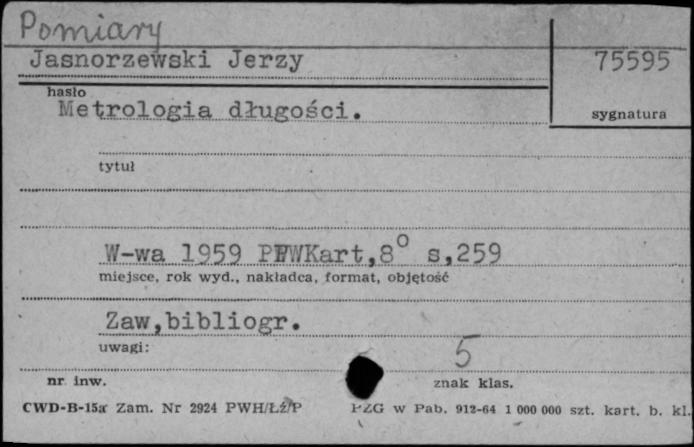 Pomiary
Jasnorzewski Jerzy
75595
hasło
Metrologia długości.
sygnatura
tytuł
W-wa 1959 PPWKart,8° s,259
miejsce, rok wyd., nakładca, format, objętość
Zaw,bibliogr.
uwagi:
5
nr. inw.
znak klas.
CWD-B-15a Zam. Nr 2924 PWH/ŁŹ/P
PZG w Pab. 912-64 1 000 000 szt. kart. b. kl.